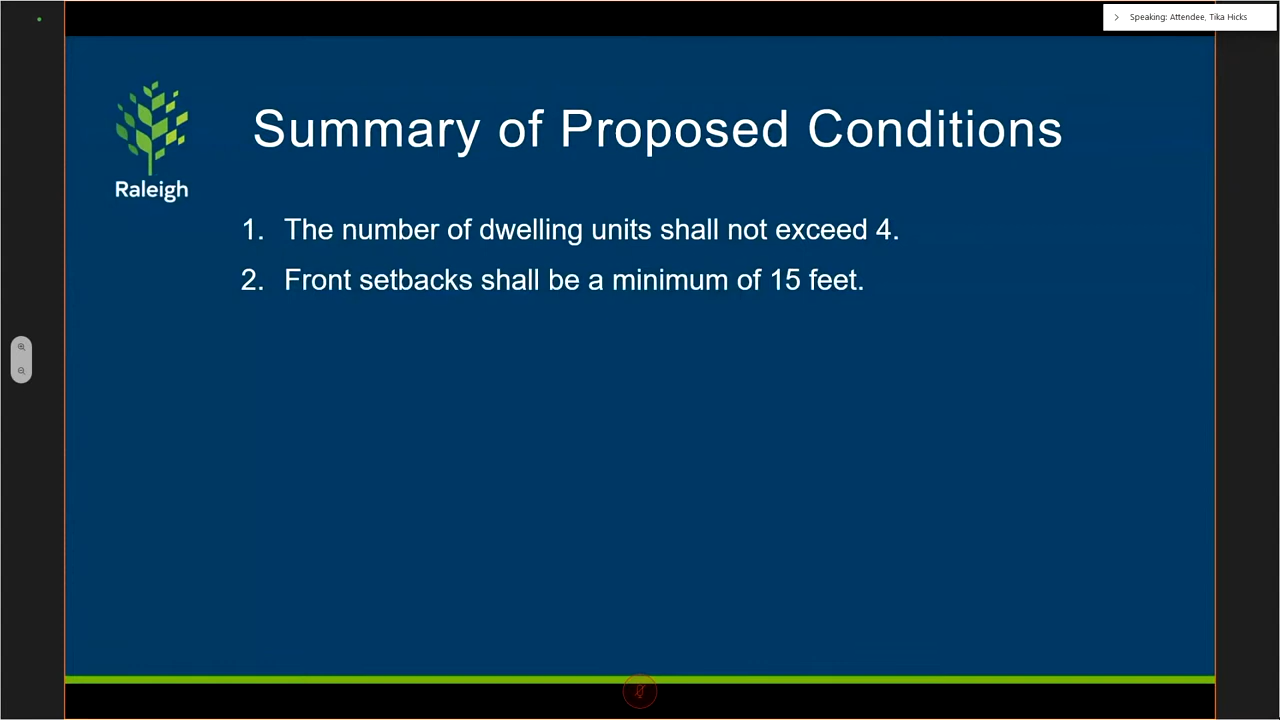 Speaking: Attendee, Tika Hicks
Summary of Proposed Conditions
Raleigh
1. The number of dwelling units shall not exceed 4.
2. Front setbacks shall be a minimum of 15 feet.